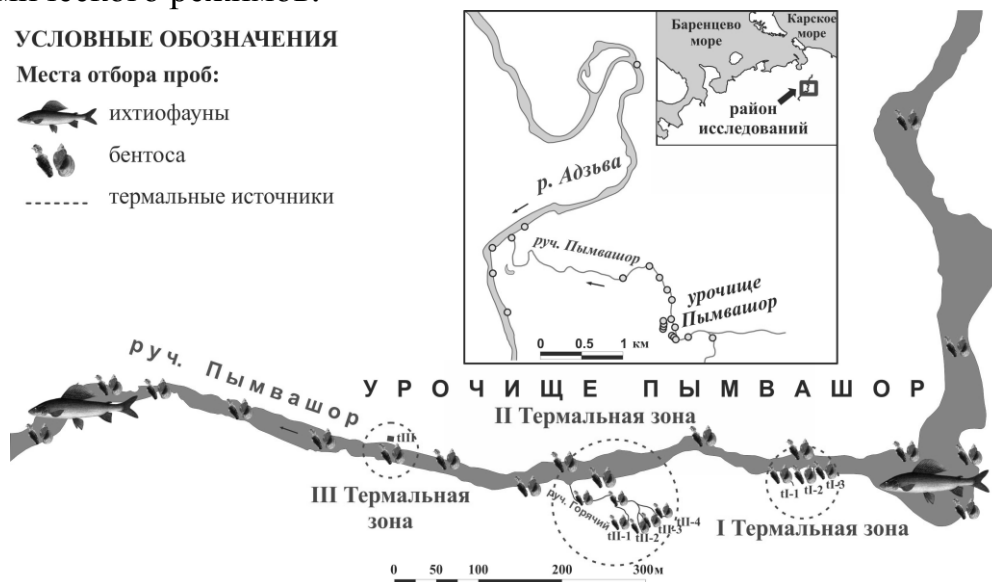 мического режимов.
УСЛОВНЫЕ ОБОЗНАЧЕНИЯ
Места отбора проб:
ихтиофауны
бентоса
термальные источники
Баренцево
море
Карское
море
район
исследований
р. Адзьва
руч. Пымвашор
урочище
Пымвашор
0 0.5 1 км
руч. Пымвашор
УРОЧИЩЕ ПЫМВАШОР
II Термальная зона
tIII
III Термальная
зона
руч. Горячий
tII-1
tII-2
tII-3
tII-4
tI-1
tI-2
tI-3
I Термальная зона
0 50 100 200 300м